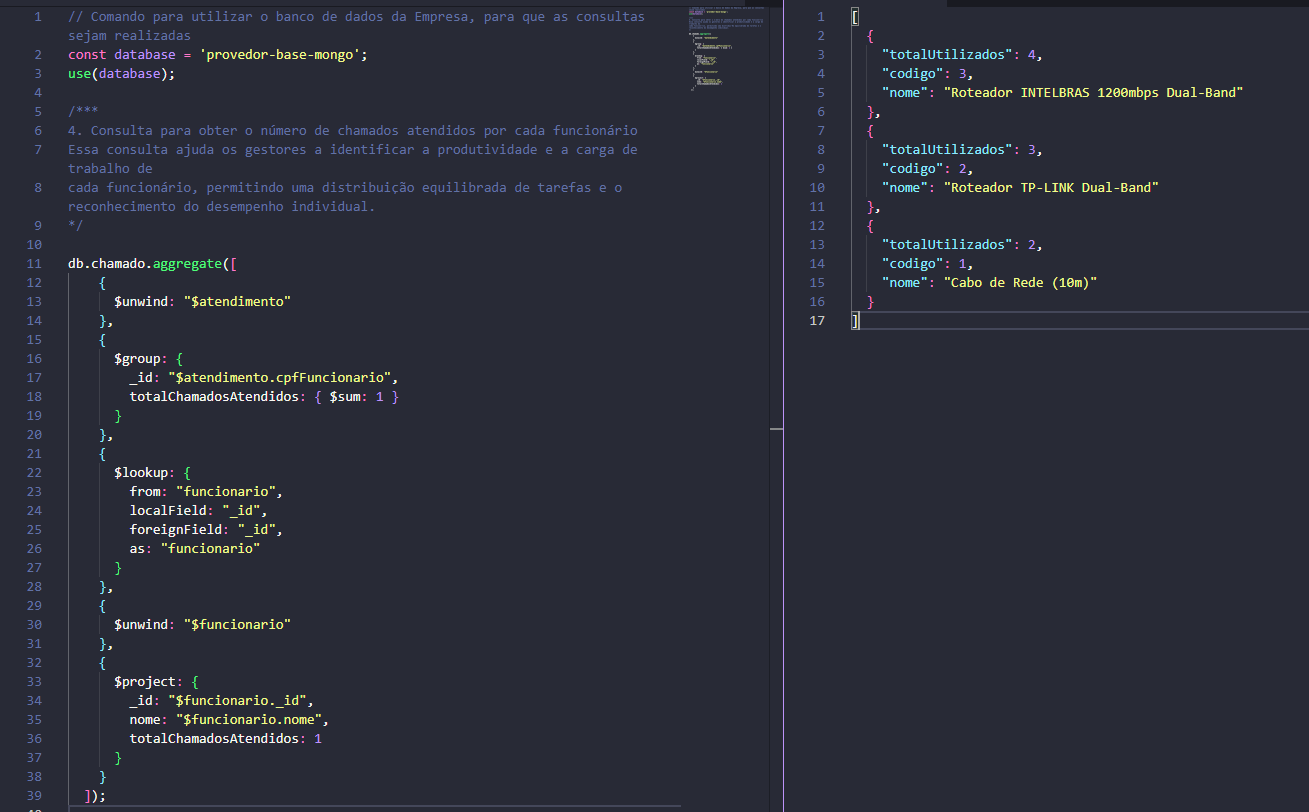 1 // Comando para utilizar o banco de dados da Empresa, para que as consultas
sejam realizadas
2 const database = 'provedor-base-mongo';
3 use(database);
4
5 /***
6 4. Consulta para obter o número de chamados atendidos por cada funcionário
7 Essa consulta ajuda os gestores a identificar a produtividade e a carga de
trabalho de
8 cada funcionário, permitindo uma distribuição equilibrada de tarefas e o
reconhecimento do desempenho individual.
9 */
10
11 db.chamado.aggregate([
12 {
13 $unwind: "$atendimento"
14 },
15 {
16 $group: {
17 _id: "$atendimento.cpfFuncionario",
18 totalChamadosAtendidos: { $sum: 1 }
19 }
20 },
21 {
22 $lookup: {
23 from: "funcionario",
24 localField: "_id",
25 foreignField: "_id",
26 as: "funcionario"
27 }
28 },
29 {
30 $unwind: "$funcionario"
31 },
32 {
33 $project: {
34 _id: "$funcionario._id",
35 nome: "$funcionario.nome",
36 totalChamadosAtendidos: 1
37 }
38 }
39 ]);
1 [
2 {
3 "totalUtilizados": 4,
4 "codigo": 3,
5 "nome": "Roteador INTELBRAS 1200mbps Dual-Band"
6 },
7 {
8 "totalUtilizados": 3,
9 "codigo": 2,
10 "nome": "Roteador TP-LINK Dual-Band"
11 },
12 {
13 "totalUtilizados": 2,
14 "codigo": 1,
15 "nome": "Cabo de Rede (10m)"
16 }
17 ]